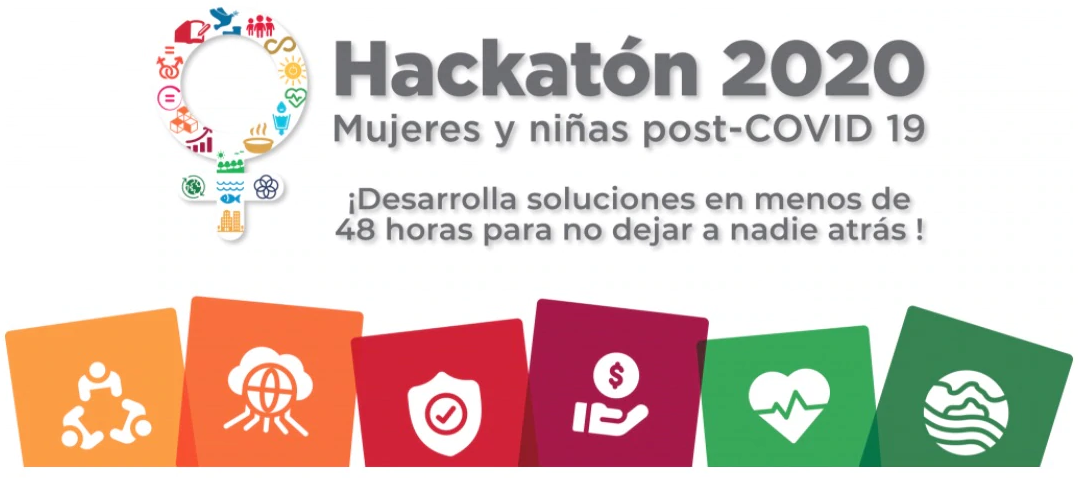 Hackatón 2020
Mujeres y niñas post-COVID 19
¡Desarrolla soluciones en menos de
48 horas para no dejar a nadie atrás !
$